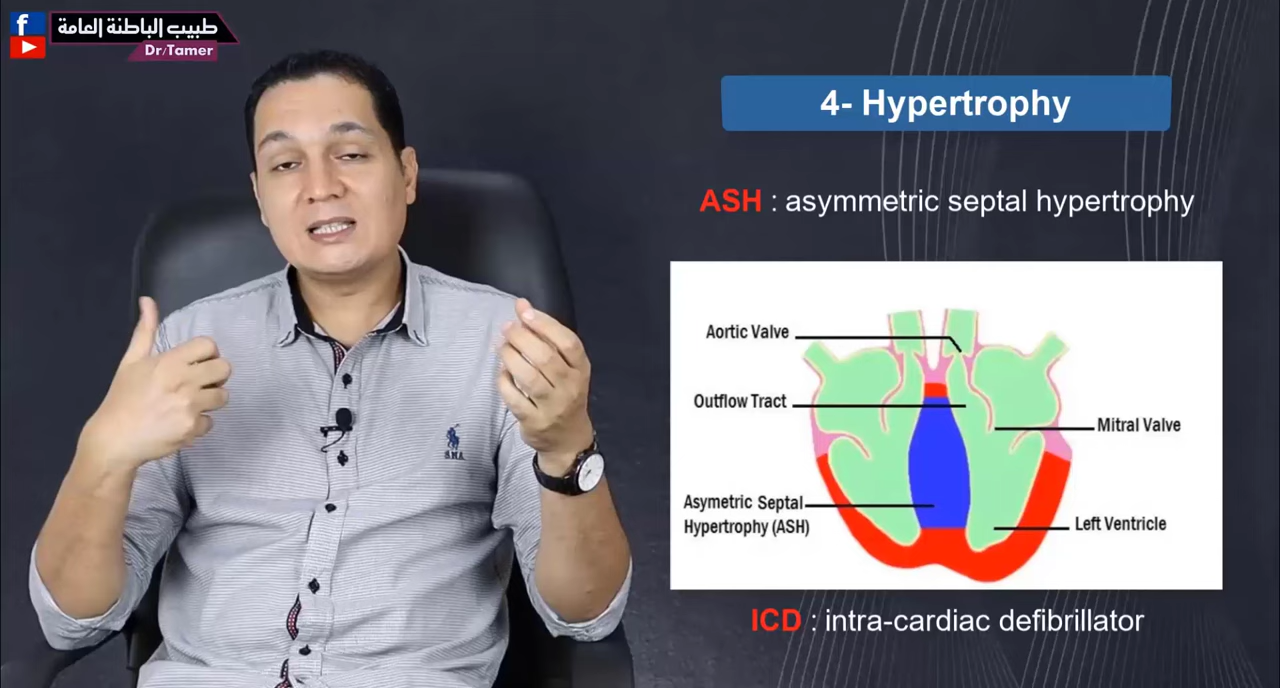 f
طبيب الباطنة العامة
Dr/Tamer
4- Hypertrophy
ASH : asymmetric septal hypertrophy
Aortic Valve
Outflow Tract
Mitral Valve
Asymetric Septal
Hypertrophy (ASH)
Left Ventricle
ICD : intra-cardiac defibrillator